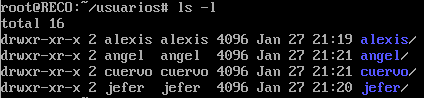 root@RECO:~/usuarios# ls -l
total 16
drwxr-xr-x 2 alexis alexis 4096 Jan 27 21:19 alexis/
drwxr-xr-x 2 angel  angel  4096 Jan 27 21:21 angel/
drwxr-xr-x 2 cuervo cuervo 4096 Jan 27 21:21 cuervo/
drwxr-xr-x 2 jefer  jefer  4096 Jan 27 21:20 jefer/